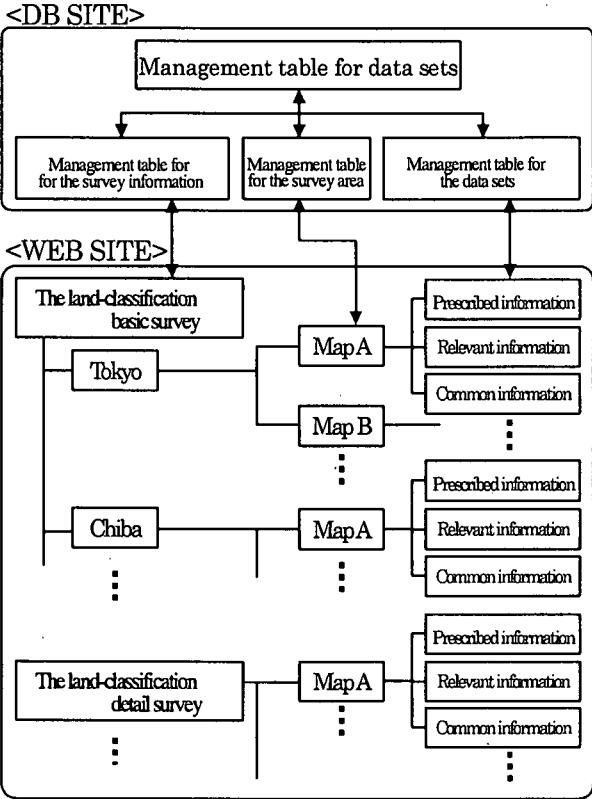 <DB SITE>
Management table for data sets
Management table for
for the survey information
Management table
for the survey area
Management table for
the data sets
<WEB SITE>
The land-classification
basic survey
Tokyo
Map A
Prescribed information
Relevant information
Common information
Map B
Chiba
Map A
Prescribed information
Relevant information
Common information
The land-classification
detail survey
Map A
Prescribed information
Relevant information
Common information